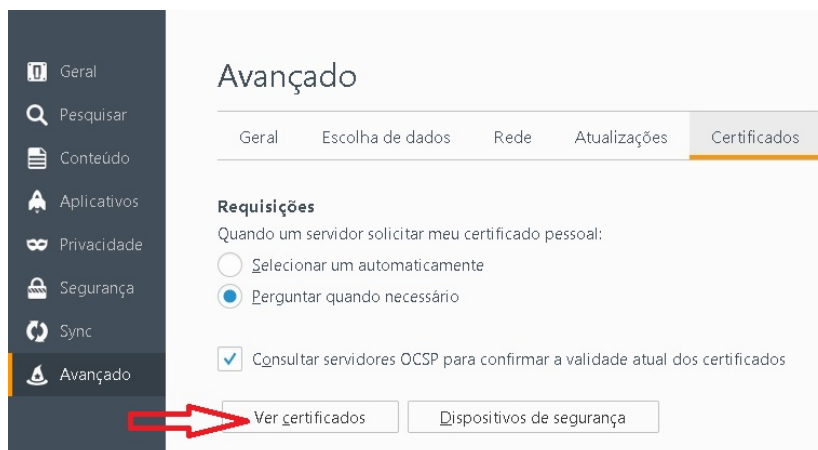 Geral
Pesquisar
Conteúdo
Aplicativos
Privacidade
Segurança
Sync
Avançado
Avançado
Geral Escolha de dados Rede Atualizações Certificados
Requisições
Quando um servidor solicitar meu certificado pessoal:
Selecionar um automaticamente
Perguntar quando necessário
Consultar servidores OCSP para confirmar a validade atual dos certificados
Ver certificados Dispositivos de segurança